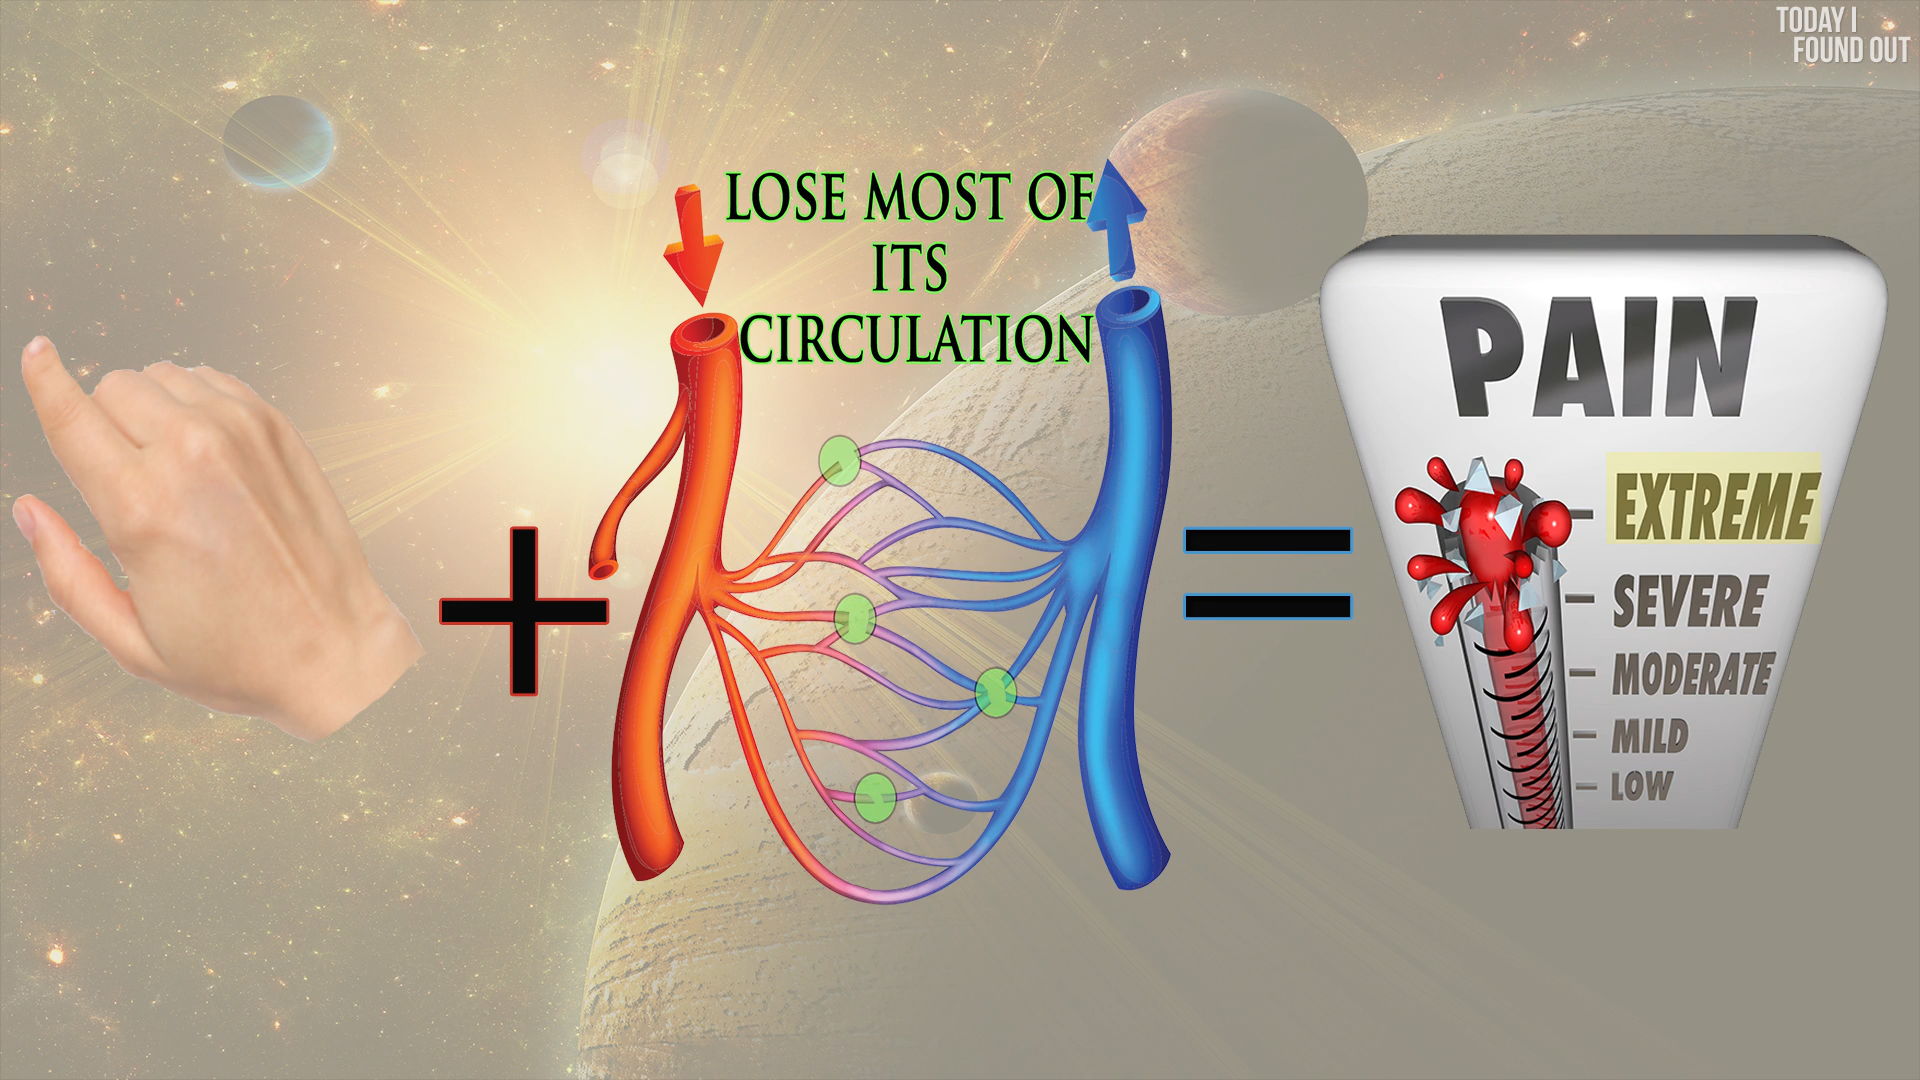 TODAY I
FOUND OUT
LOSE MOST OF
ITS
CIRCULATION
PAIN
EXTREME
SEVERE
MODERATE
MILD
LOW